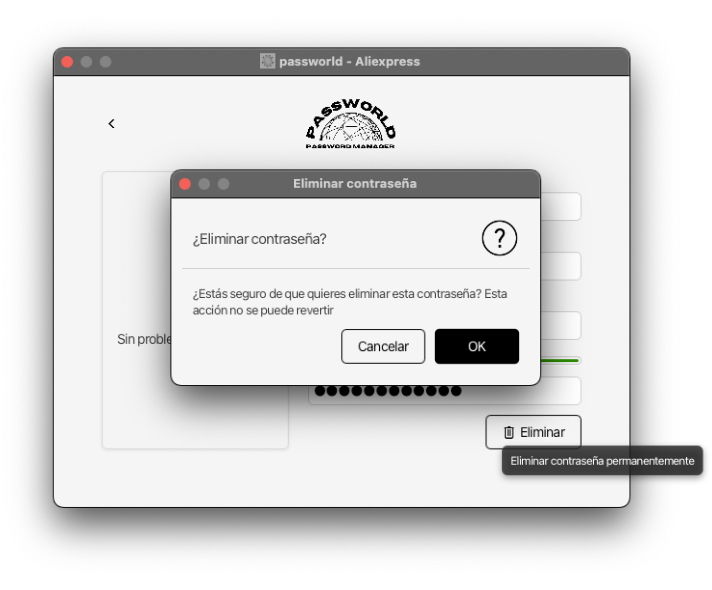 passworld - Aliexpress
PASSWORLD
PASSWORD MANAGER
Eliminar contraseña
¿Eliminar contraseña?
?
¿Estás seguro de que quieres eliminar esta contraseña? Esta
acción no se puede revertir
Cancelar
OK
Sin proble
Eliminar
Eliminar contraseña permanentemente